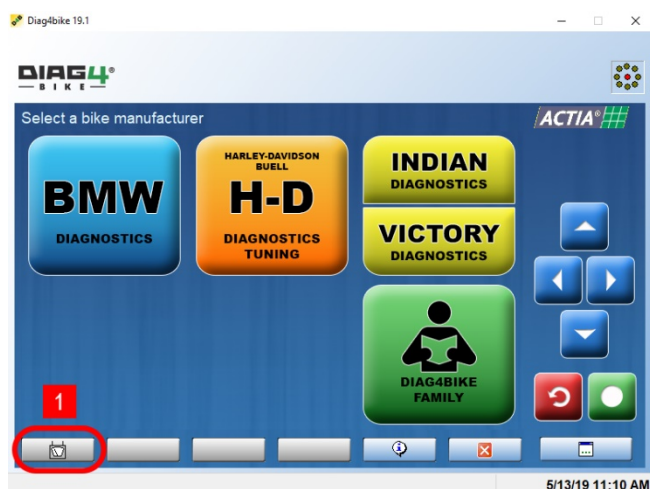 Diag4bike 19.1
DIAG4®
BIKE
Select a bike manufacturer
ACTIA®
BMW
DIAGNOSTICS
HARLEY-DAVIDSON
BUELL
H-D
DIAGNOSTICS
TUNING
INDIAN
DIAGNOSTICS
VICTORY
DIAGNOSTICS
DIAG4BIKE
FAMILY
1
5/13/19 11:10 AM